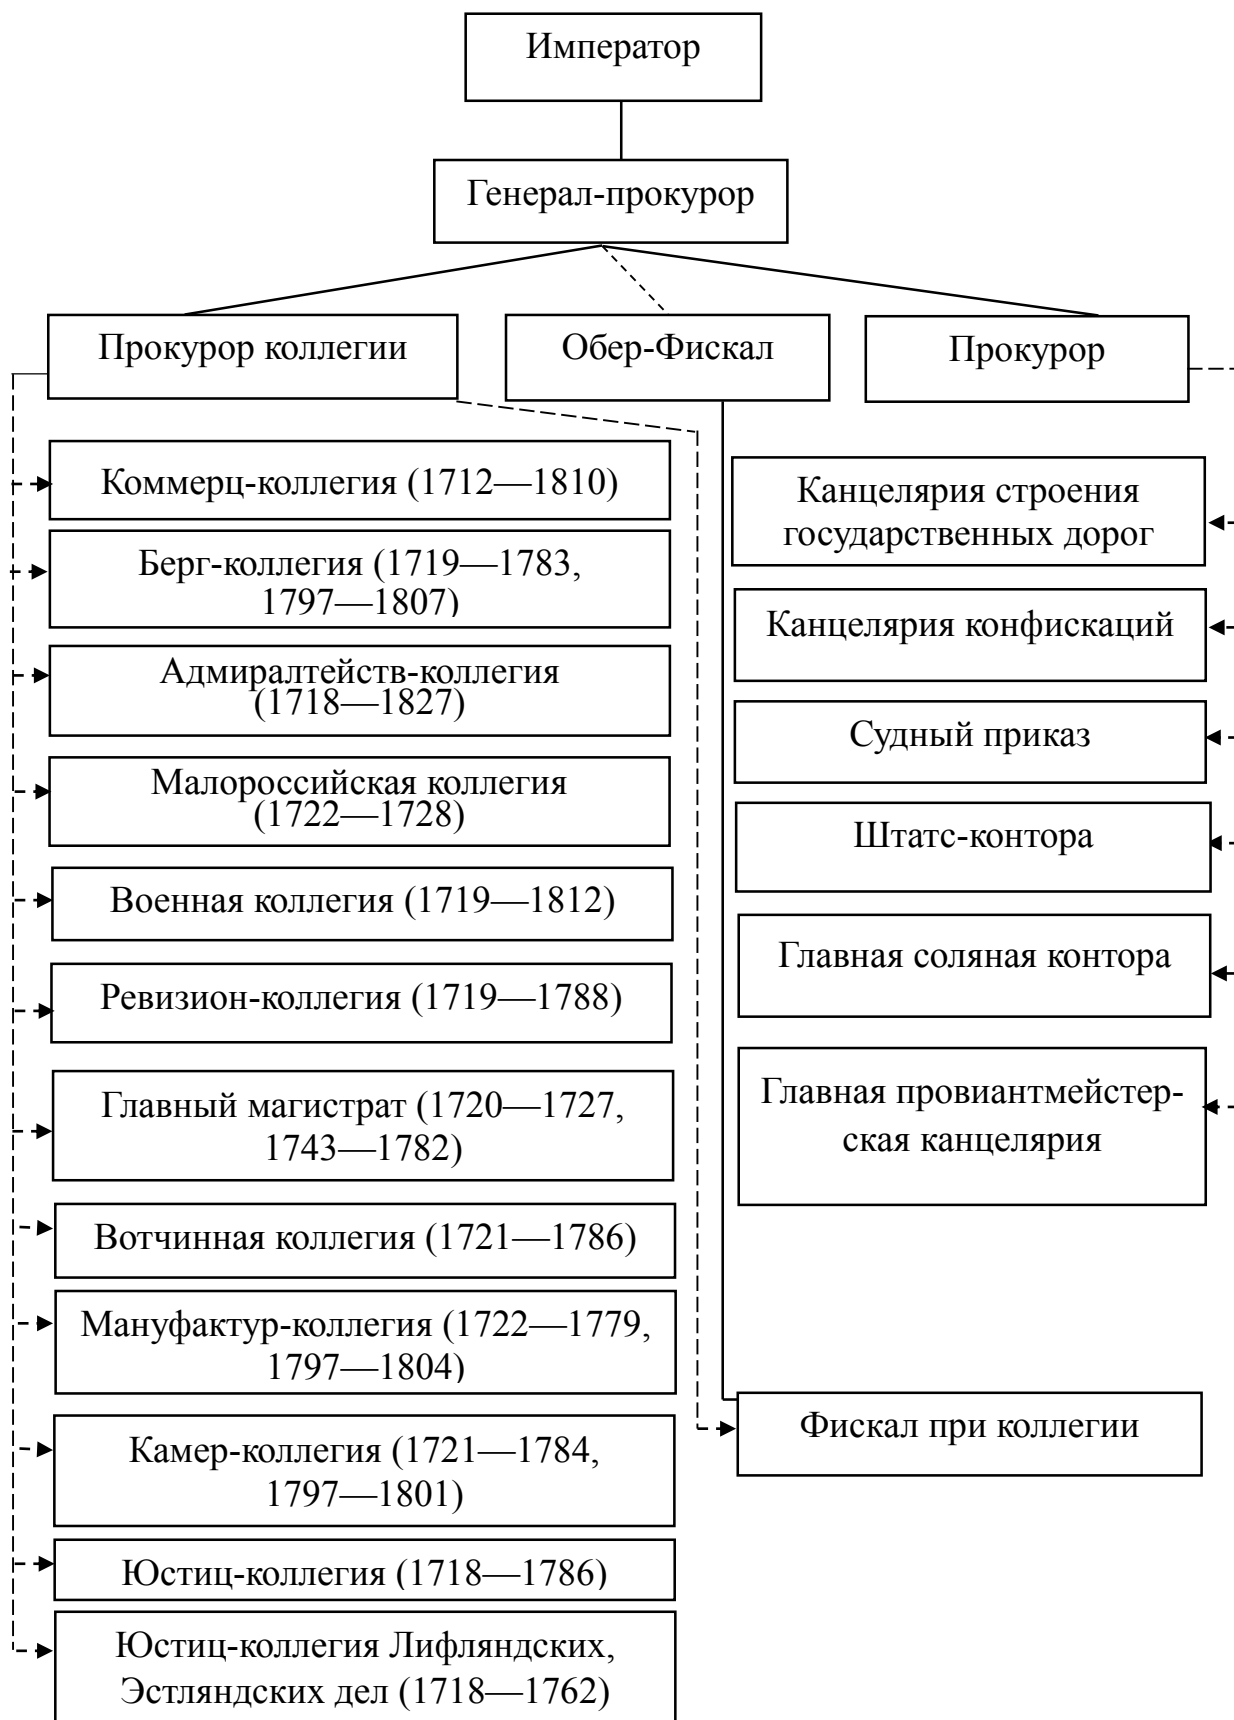 Император
Генерал-прокурор
Прокурор коллегии
Обер-Фискал
Прокурор
Коммерц-коллегия (1712—1810)
Берг-коллегия (1719—1783,
1797—1807)
Адмиралтейств-коллегия
(1718—1827)
Малороссийская коллегия
(1722—1728)
Военная коллегия (1719—1812)
Ревизион-коллегия (1719—1788)
Главный магистрат (1720—1727,
1743—1782)
Вотчинная коллегия (1721—1786)
Мануфактур-коллегия (1722—1779,
1797—1804)
Камер-коллегия (1721—1784,
1797—1801)
Юстиц-коллегия (1718—1786)
Юстиц-коллегия Лифляндских,
Эстляндских дел (1718—1762)
Канцелярия строения
государственных дорог
Канцелярия конфискаций
Судный приказ
Штатс-контора
Главная соляная контора
Главная провиантмейстер-
ская канцелярия
Фискал при коллегии